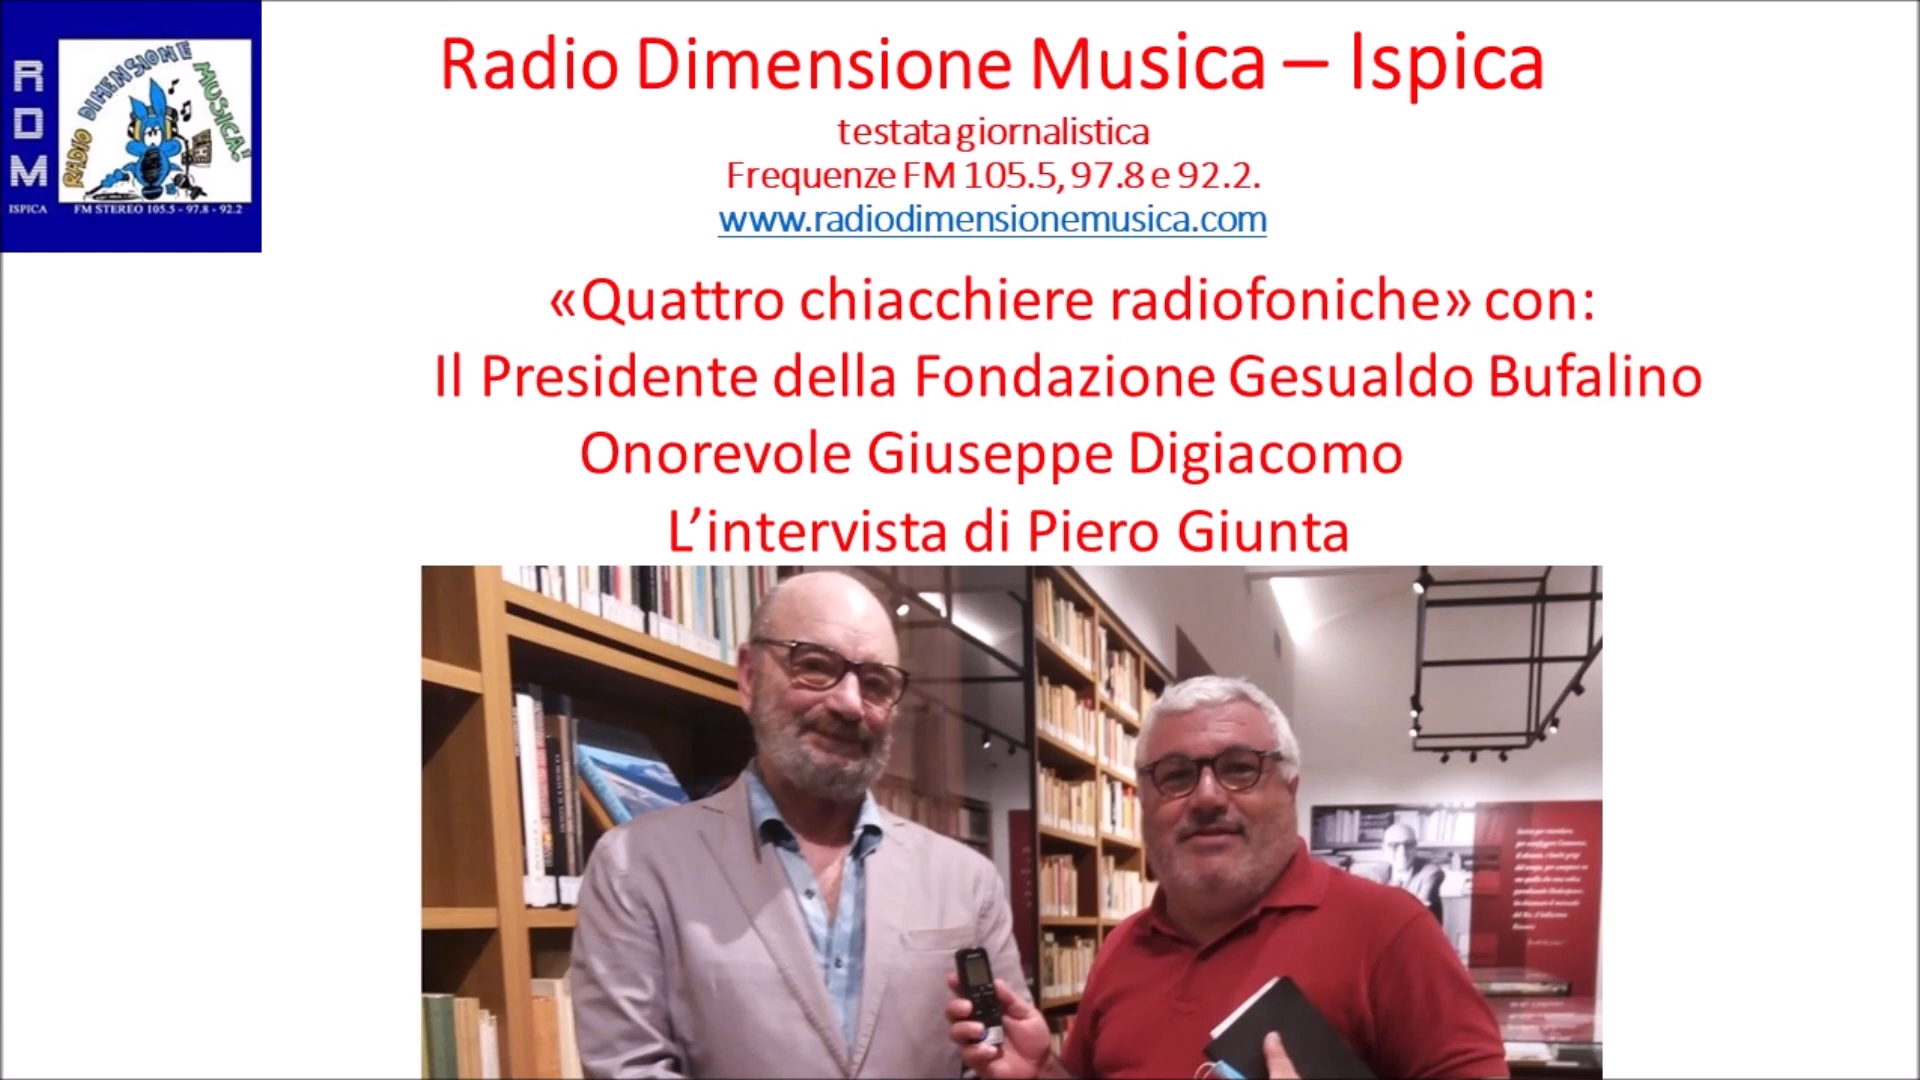 RDM
ISPICA
RADIO DIMENSIONE MUSICA!
FM STEREO 105.5 - 97.8 - 92.2
Radio Dimensione Musica – Ispica
testata giornalistica
Frequenze FM 105.5, 97.8 e 92.2.
www.radiodimensionemusica.com
«Quattro chiacchiere radiofoniche» con:
Il Presidente della Fondazione Gesualdo Bufalino
Onorevole Giuseppe Digiacomo
L’intervista di Piero Giunta